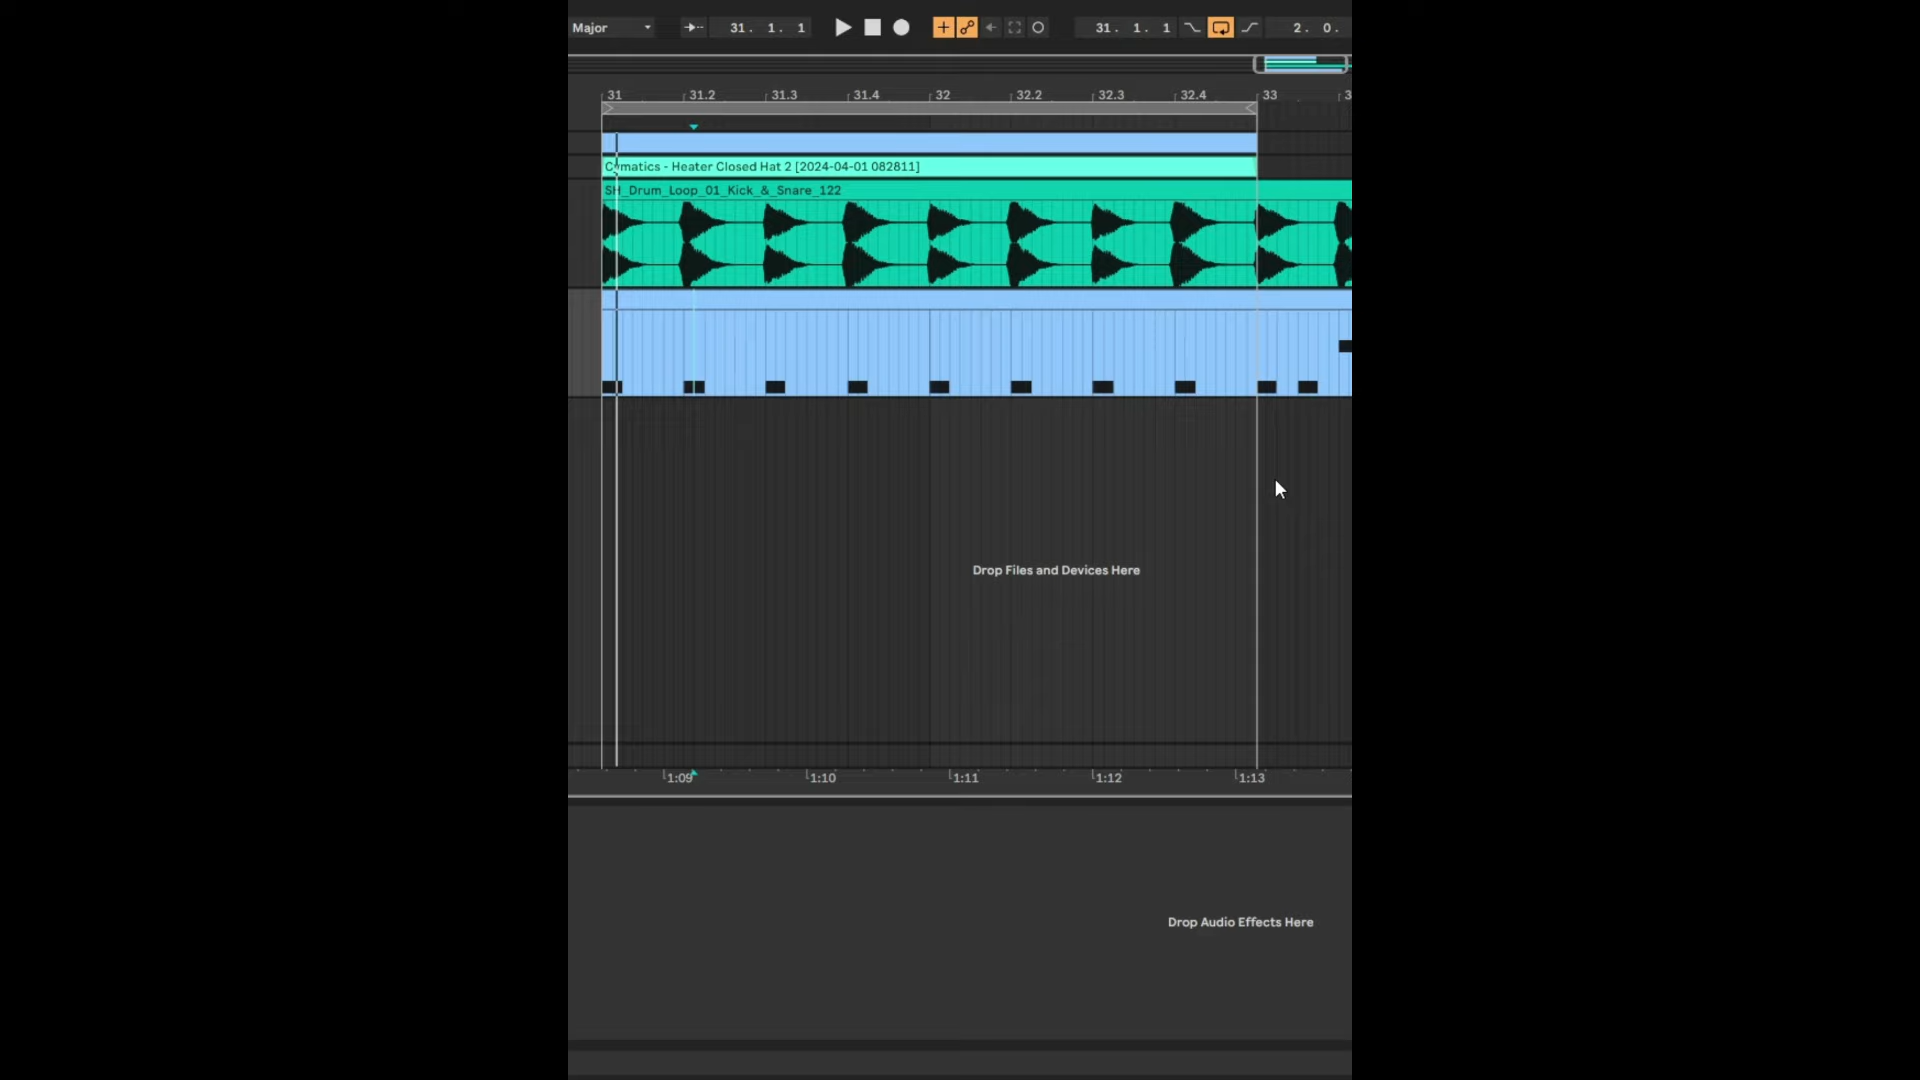 Major 31. 1. 1 31. 1. 1 2. 0.
31 31.2 31.3 31.4 32 32.2 32.3 32.4 33 3
Cymatics - Heater Closed Hat 2 [2024-04-01 082811]
SH_Drum_Loop_01_Kick_&_Snare_122
Drop Files and Devices Here
1:09 1:10 1:11 1:12 1:13
Drop Audio Effects Here